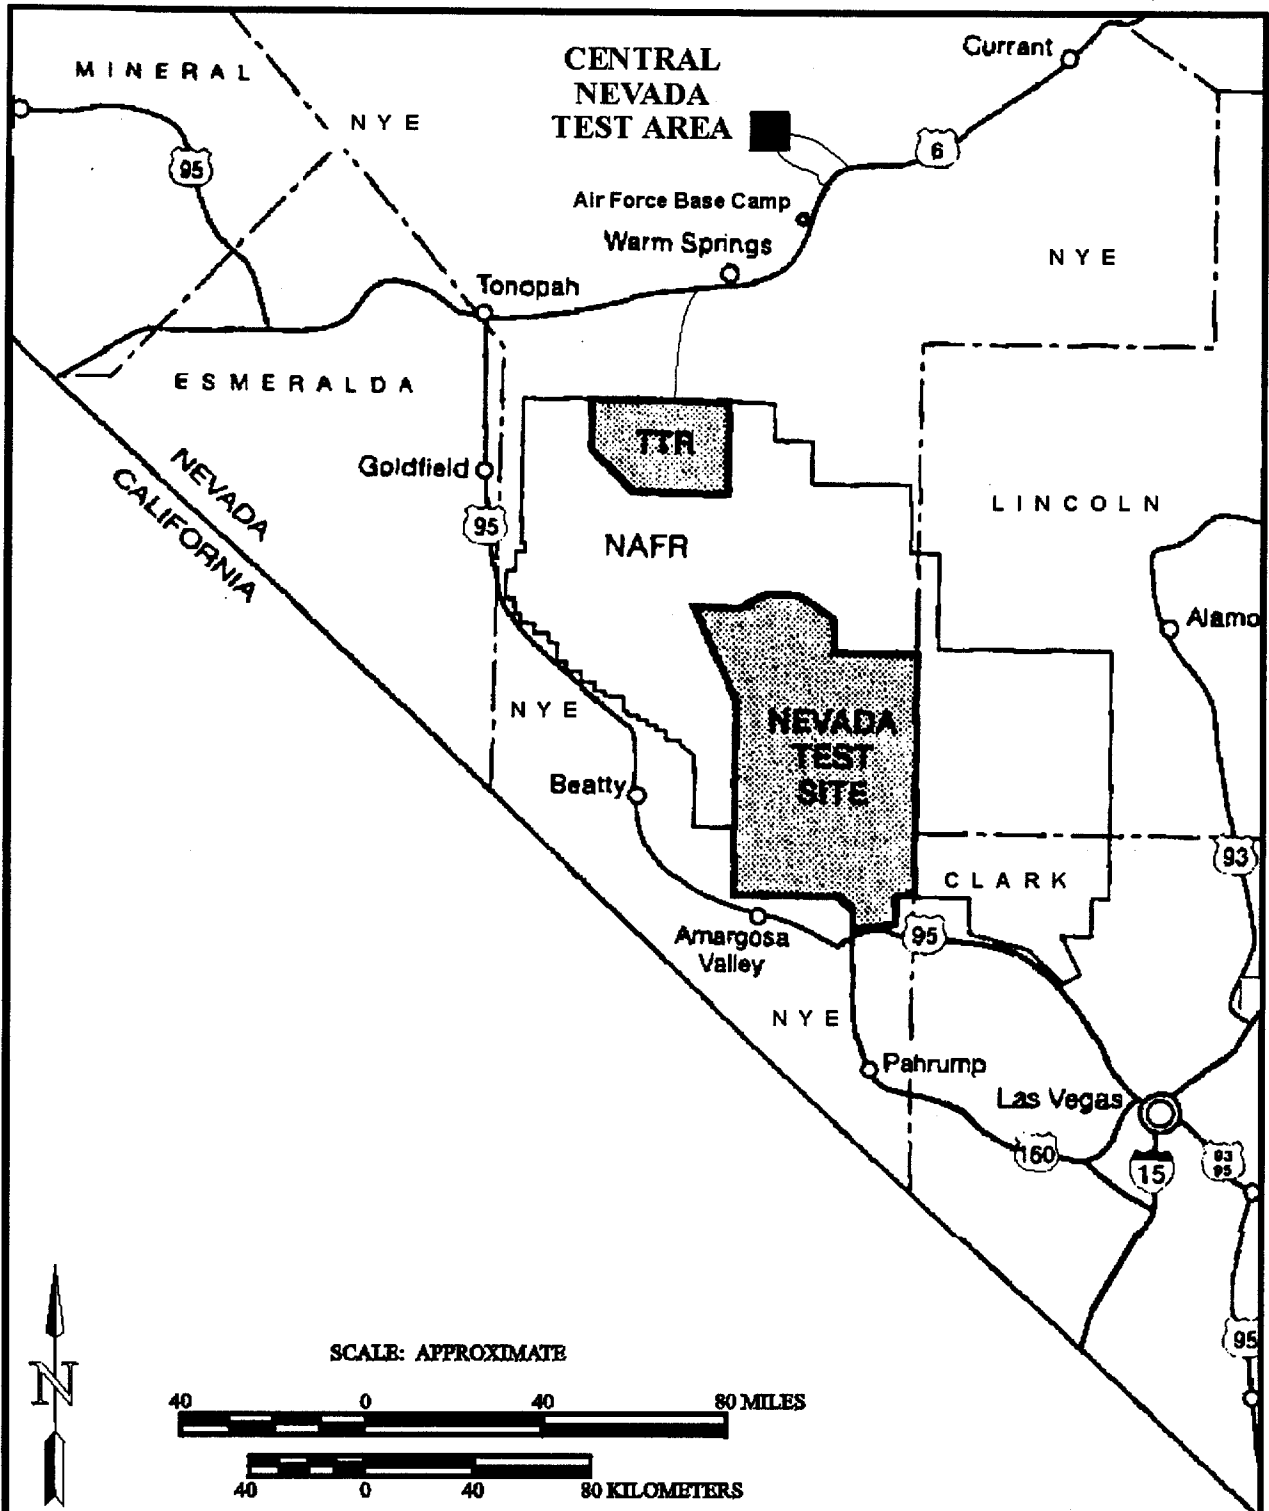 CENTRAL
NEVADA
TEST AREA
Currant
MINERAL
NYE
95
6
Air Force Base Camp
Warm Springs
NYE
Tonopah
ESMERALDA
TTR
Goldfield
NEVADA
CALIFORNIA
95
NAFR
LINCOLN
Alamo
NYE
NEVADA
TEST
SITE
Beatty
93
CLARK
Amargosa
Valley
95
NYE
Pahrump
Las Vegas
160
15
93
95
95
N
SCALE: APPROXIMATE
40 0 40 80 MILES
40 0 40 80 KILOMETERS